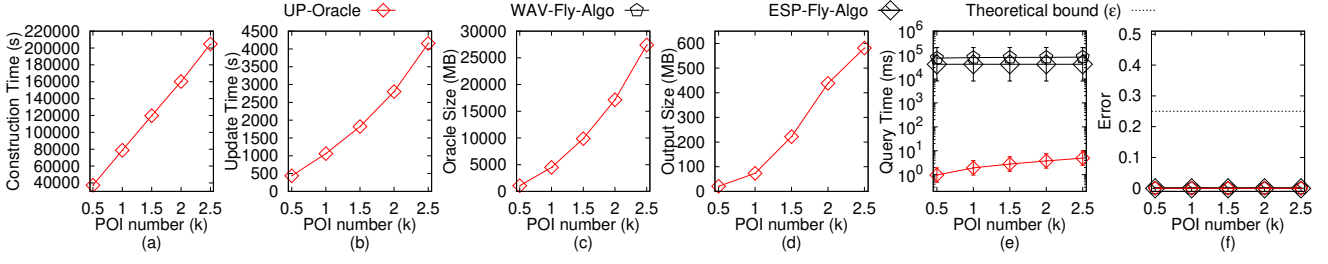 UP-Oracle WAV-Fly-Algo ESP-Fly-Algo Theoretical bound (ε)
Construction Time (s)
220000
200000
180000
160000
140000
120000
100000
80000
60000
40000
0.5 1 1.5 2 2.5
POI number (k)
(a)
Update Time (s)
4500
4000
3500
3000
2500
2000
1500
1000
500
0
0.5 1 1.5 2 2.5
POI number (k)
(b)
Oracle Size (MB)
30000
25000
20000
15000
10000
5000
0
0.5 1 1.5 2 2.5
POI number (k)
(c)
Output Size (MB)
600
500
400
300
200
100
0
0.5 1 1.5 2 2.5
POI number (k)
(d)
Query Time (ms)
10^6
10^5
10^4
10^3
10^2
10^1
10^0
0.5 1 1.5 2 2.5
POI number (k)
(e)
Error
0.5
0.4
0.3
0.2
0.1
0
0.5 1 1.5 2 2.5
POI number (k)
(f)